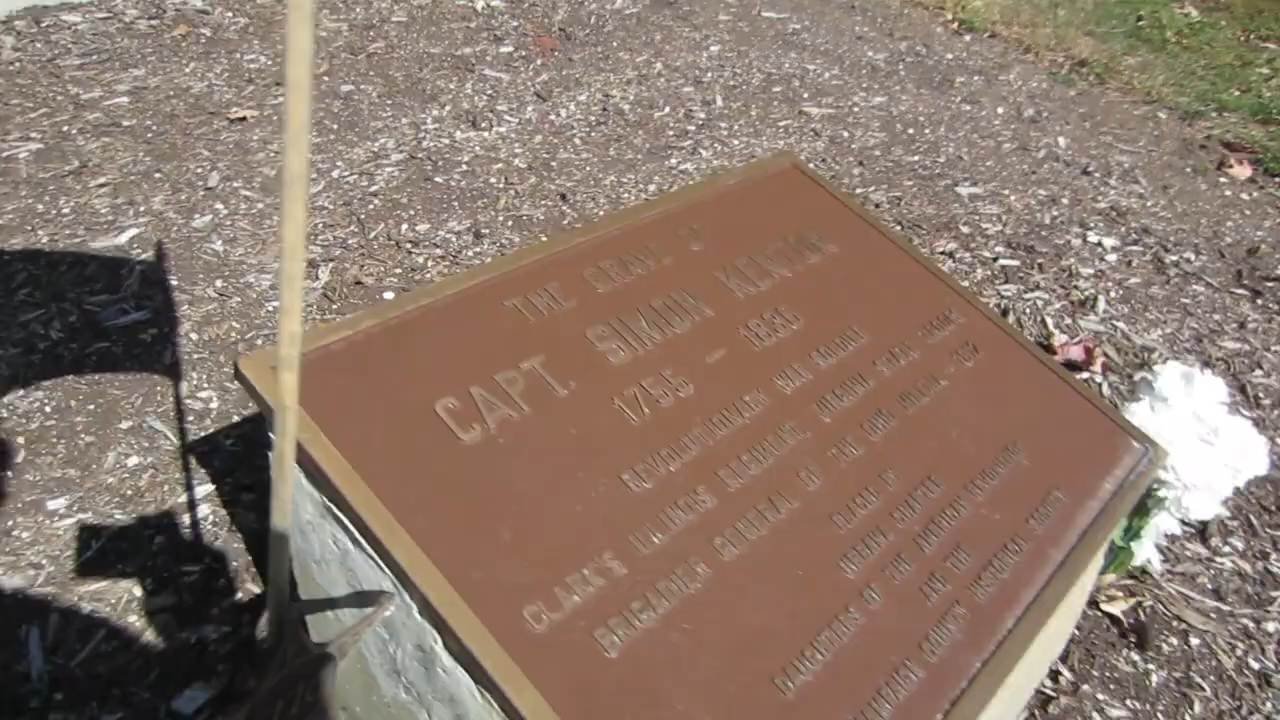 THE GRAVE OF
CAPT. SIMON KENTON
1755 - 1836
REVOLUTIONARY WAR SOLDIER
CLARK'S ILLINOIS REGIMENT, VIRGINIA STATE TROOPS
BRIGADIER GENERAL OF THE OHIO MILITIA - 1812
PLACED BY
URBANA CHAPTER
DAUGHTERS OF THE AMERICAN REVOLUTION
AND THE
CHAMPAIGN COUNTY HISTORICAL SOCIETY